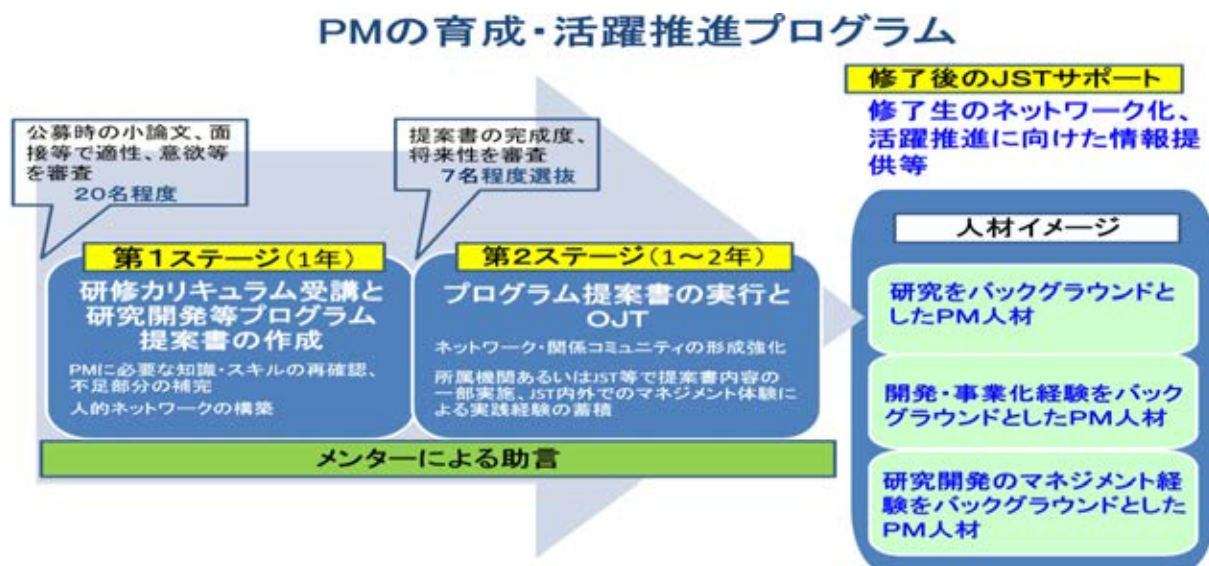 PMの育成・活躍推進プログラム
修了後のJSTサポート
修了生のネットワーク化、
活躍推進に向けた情報提
供等
公募時の小論文、面
接等で適性、意欲等
を審査
20名程度
提案書の完成度、
将来性を審査
7名程度選抜
第1ステージ(1年)
研修カリキュラム受講と
研究開発等プログラム
提案書の作成
PMに必要な知識・スキルの再確認、
不足部分の補完
人的ネットワークの構築
第2ステージ(1~2年)
プログラム提案書の実行と
OJT
ネットワーク・関係コミュニティの形成強化
所属機関あるいはJST等で提案書内容の
一部実施、JST内外でのマネジメント体験に
よる実践経験の蓄積
メンターによる助言
人材イメージ
研究をバックグラウンドと
したPM人材
開発・事業化経験をバック
グラウンドとしたPM人材
研究開発のマネジメント経
験をバックグラウンドとした
PM人材